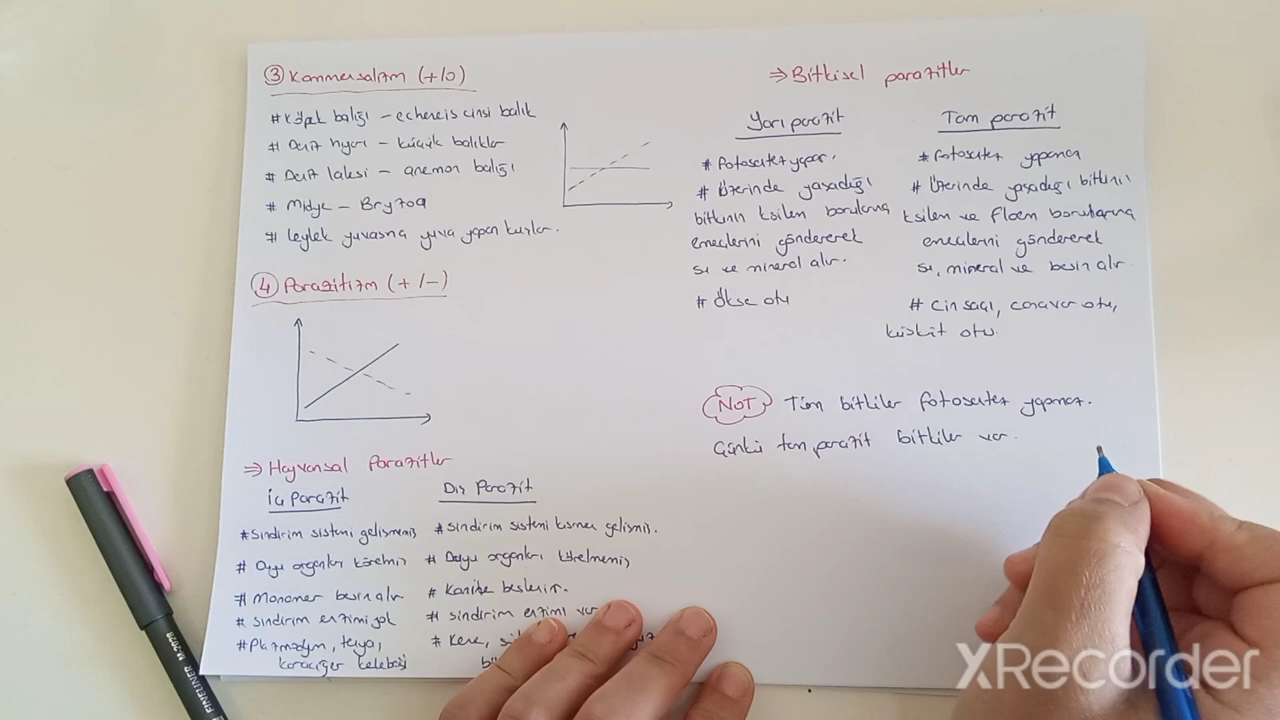 ③ Kommensalizm (+/0)
# Köpek balığı – echeneis cinsi balık
# Deniz hıyarı – küçük balıklar
# Deniz lalesi – anemon balığı
# Midye – Bryzoa
# Leylek yuvasına yuva yapan kuşlar.
④ Parazitizm (+/–)
⇒ Hayvansal Parazitler
İç Parazit
# Sindirim sistemi gelişmemiş
# Duyu organları körelmiş
# Monomer besin alır
# Sindirim enzimi yok
# Plazmodyum, tenya,
karaciğer kelebeği
Dış Parazit
# Sindirim sistemi kısmen gelişmiş.
# Duyu organları körelmemiş
# Kanla beslenir.
# Sindirim enzimi var
# Kene,
⇒ Bitkisel parazitler
Yarı parazit
# Fotosentez yapar.
# Üzerinde yaşadığı
bitkinin ksilem borularına
emeçlerini göndererek
su ve mineral alır.
# Ökse otu
Tam parazit
# Fotosentez yapamaz
# Üzerinde yaşadığı bitkinin
ksilem ve floem borularına
emeçlerini göndererek
su, mineral ve besin alır.
# Cin saçı, canavar otu,
küsküt otu.
NOT Tüm bitkiler fotosentez yapmaz.
Çünkü tam parazit bitkiler var.
FINELINER M-2028
XRecorder